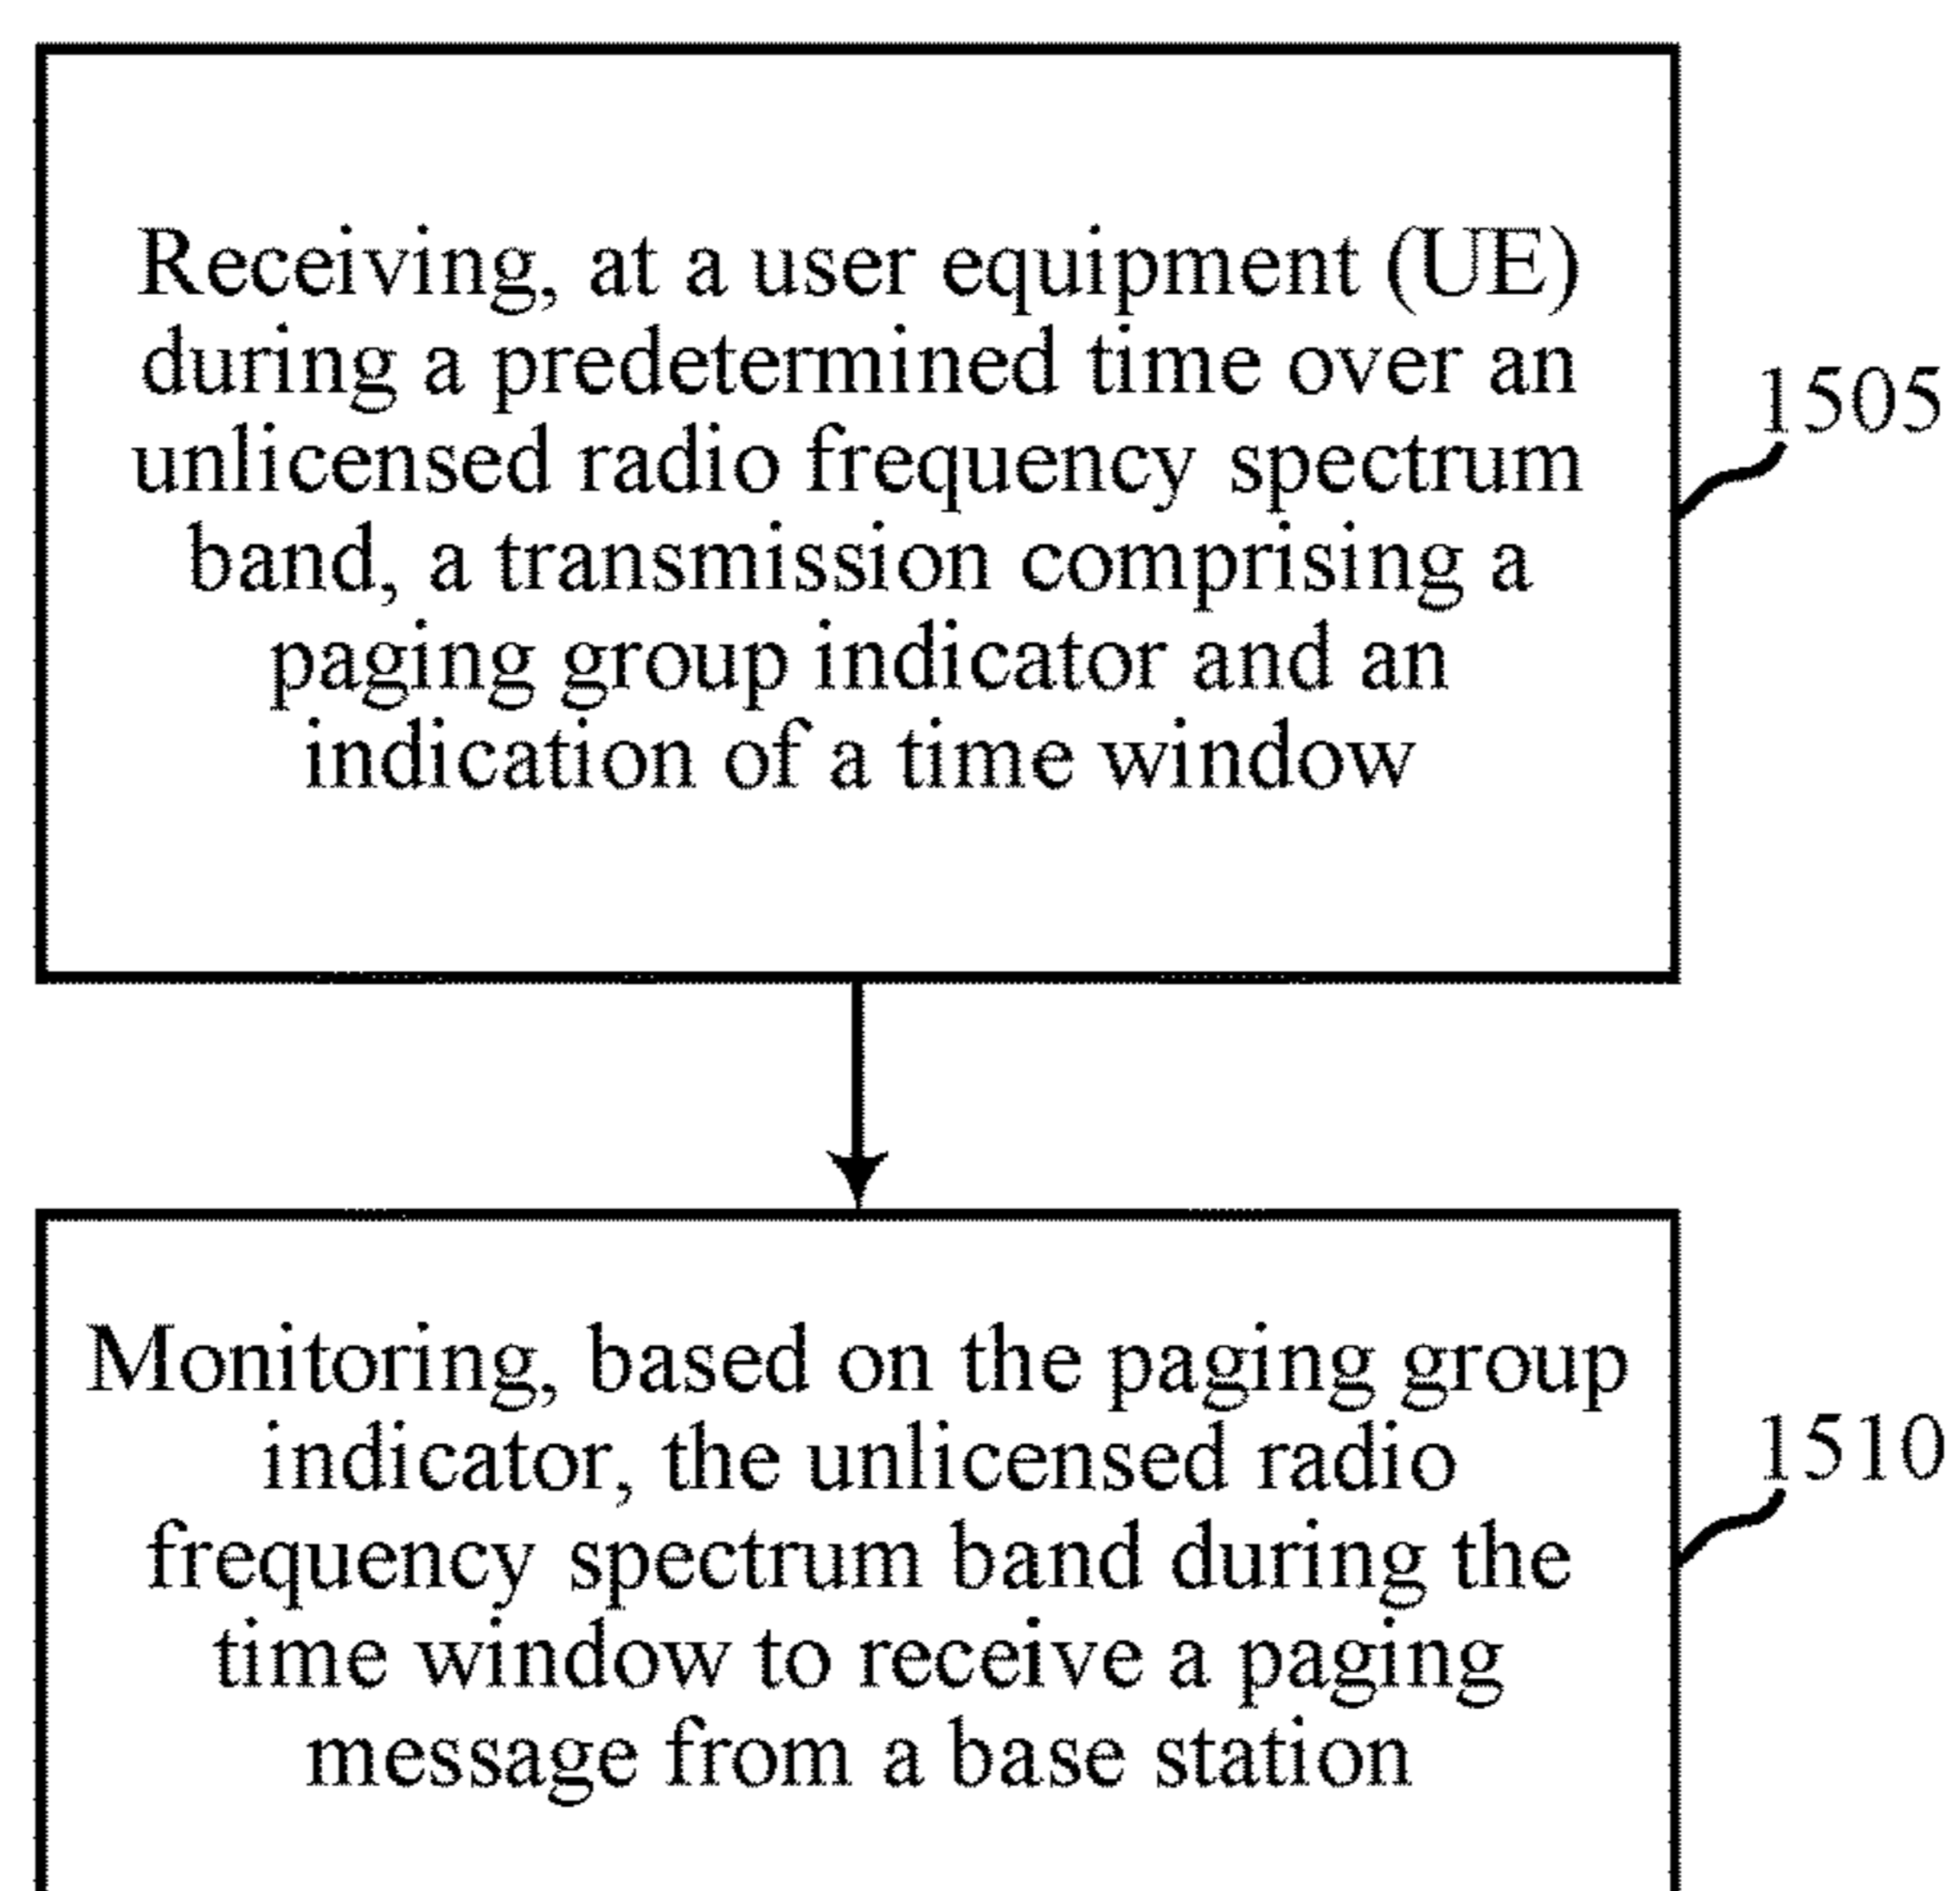 Receiving, at a user equipment (UE)
during a predetermined time over an
unlicensed radio frequency spectrum
band, a transmission comprising a
paging group indicator and an
indication of a time window
1505
Monitoring, based on the paging group
indicator, the unlicensed radio
frequency spectrum band during the
time window to receive a paging
message from a base station
1510